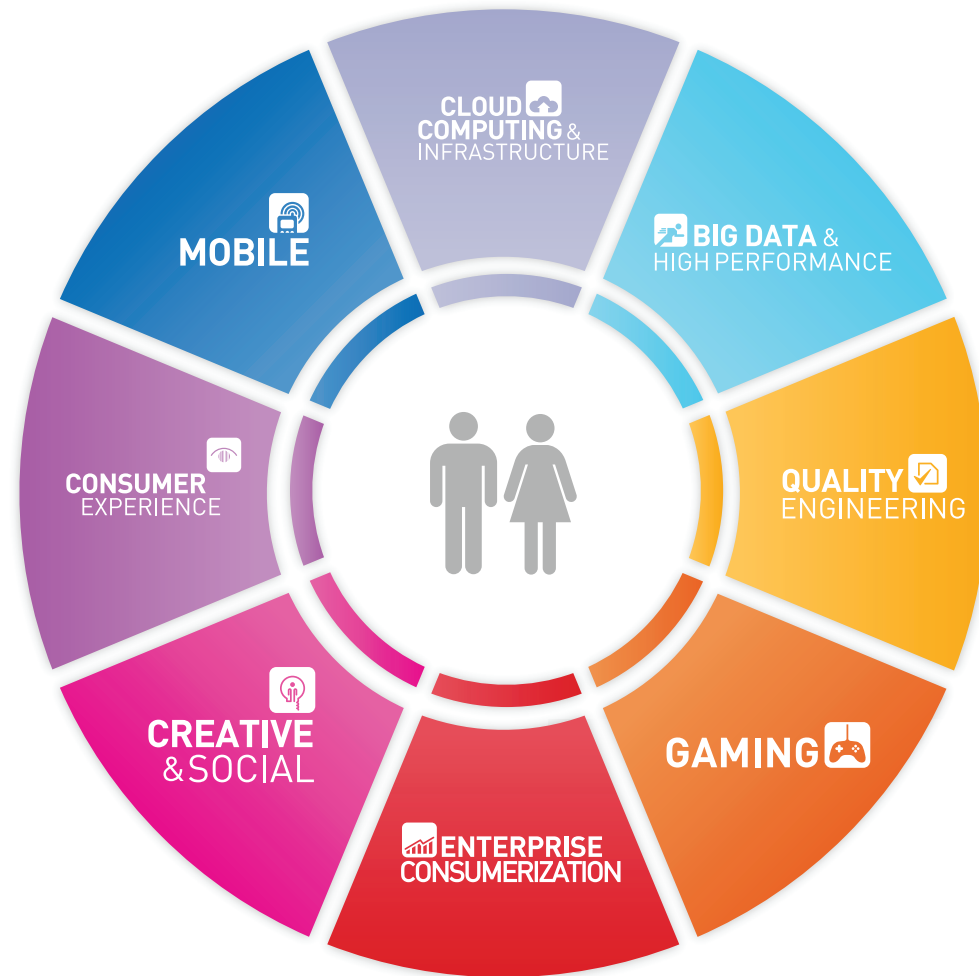 CLOUD
COMPUTING &
INFRASTRUCTURE
BIG DATA &
HIGH PERFORMANCE
QUALITY
ENGINEERING
GAMING
ENTERPRISE
CONSUMERIZATION
CREATIVE
& SOCIAL
CONSUMER
EXPERIENCE
MOBILE